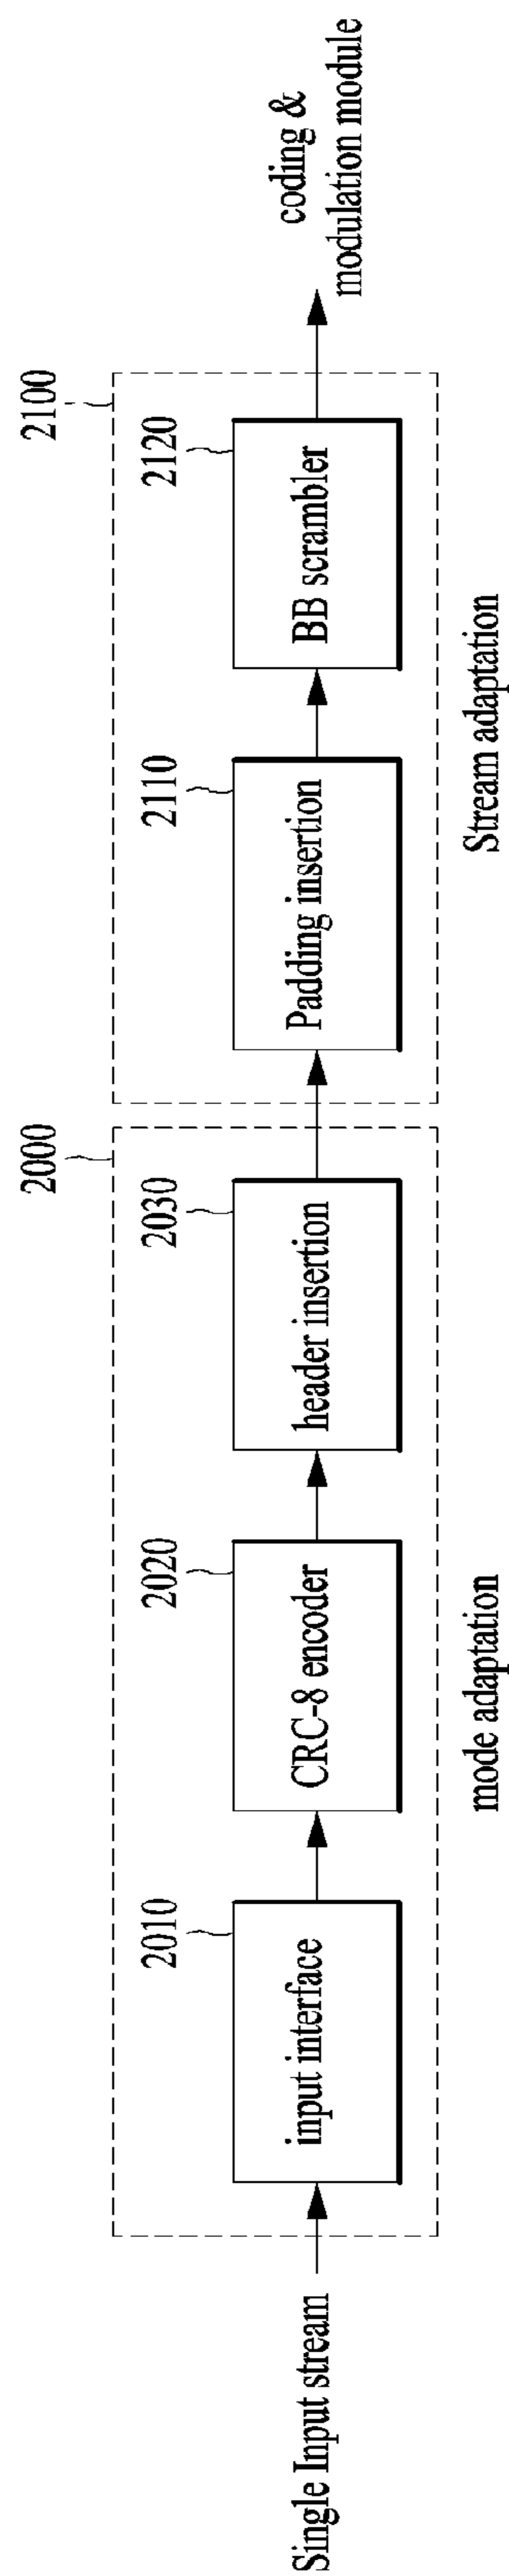 Single Input stream
2000
2010
input interface
2020
CRC-8 encoder
2030
header insertion
mode adaptation
2100
2110
Padding insertion
2120
BB scrambler
Stream adaptation
coding &
modulation module